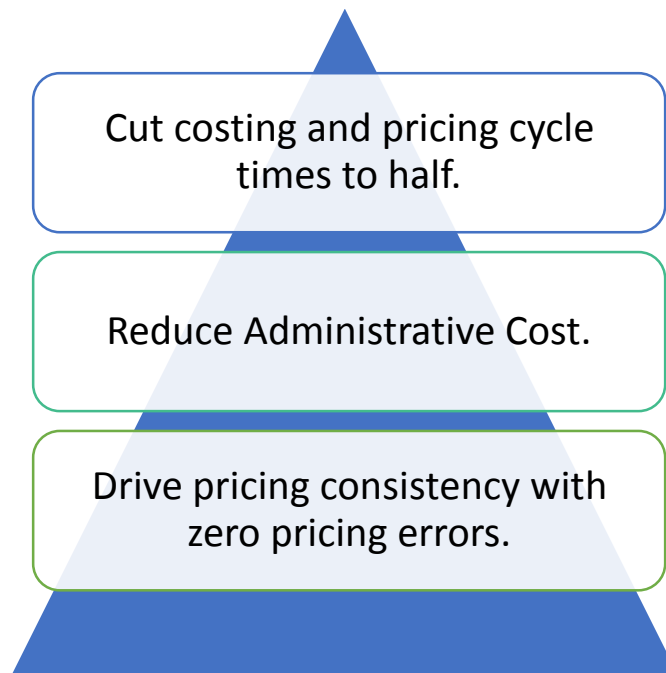 Cut costing and pricing cycle
times to half.
Reduce Administrative Cost.
Drive pricing consistency with
zero pricing errors.